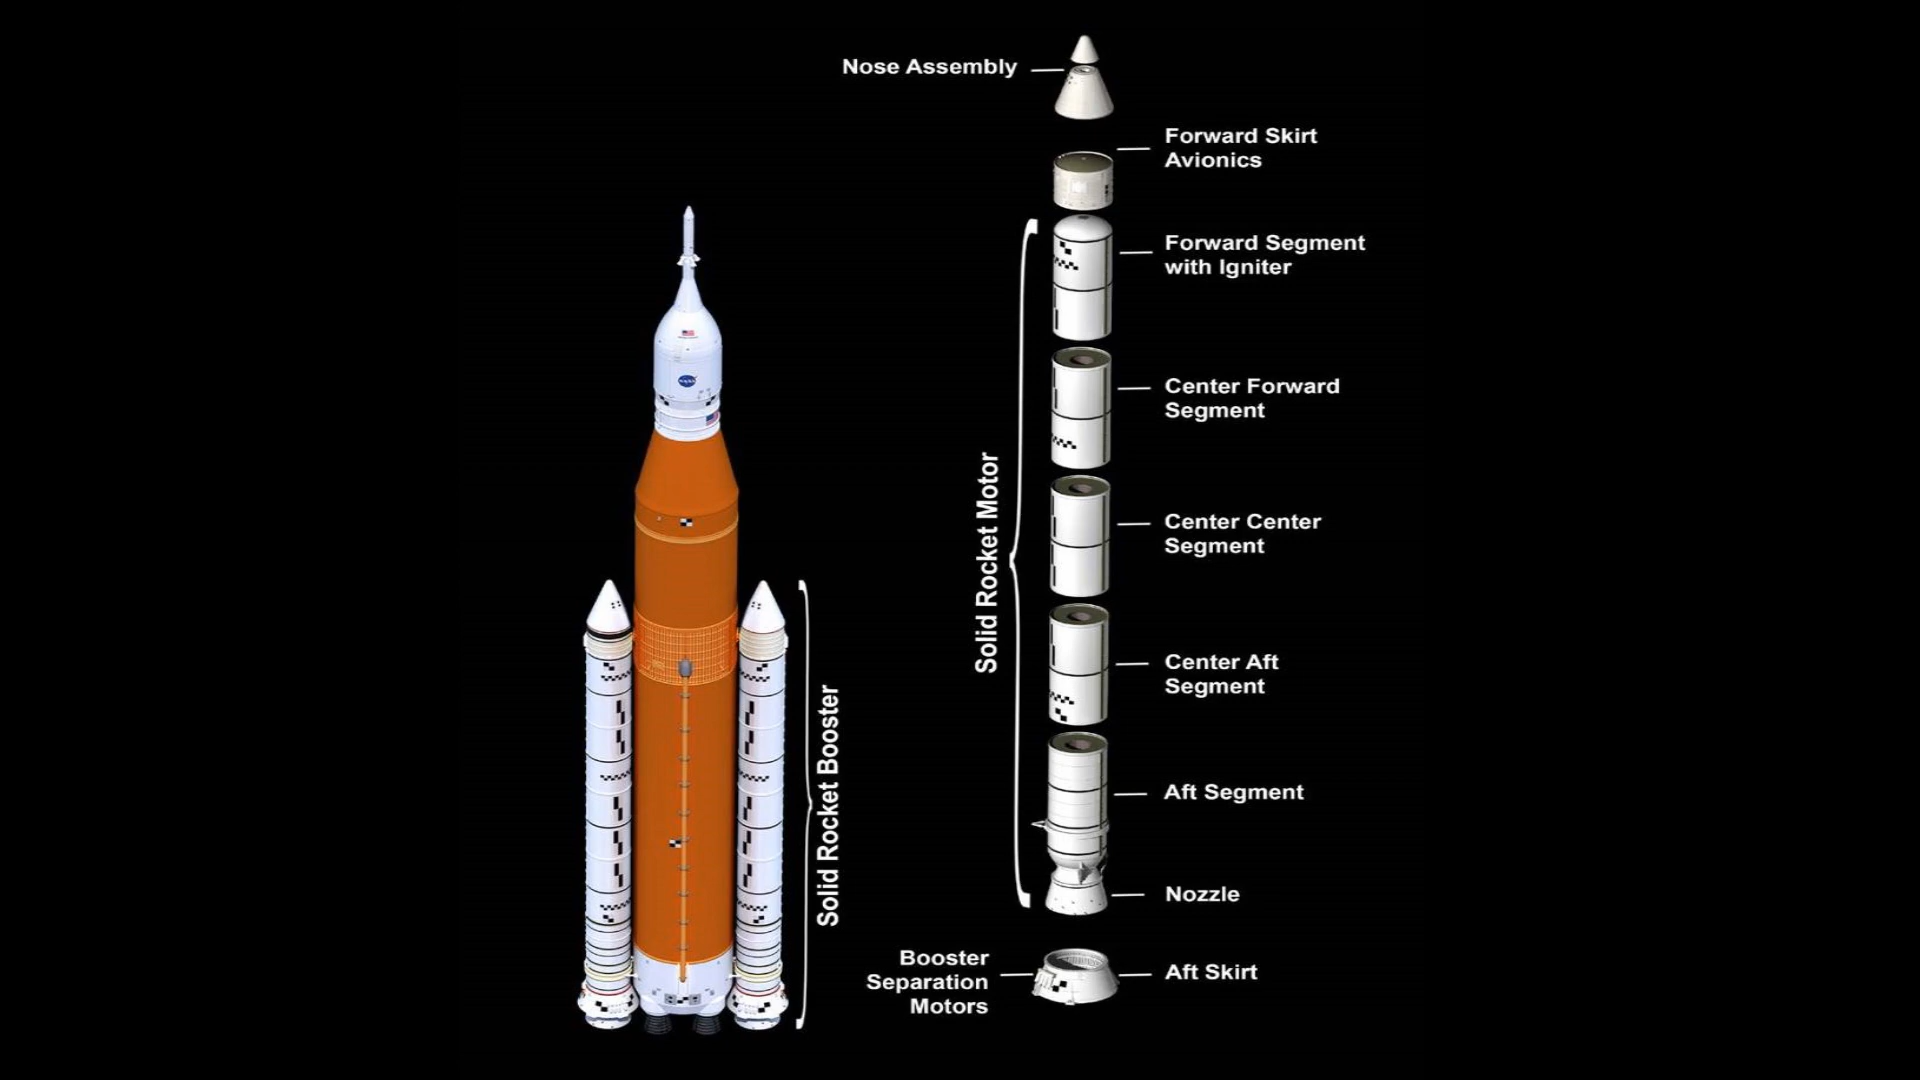 Nose Assembly
Forward Skirt
Avionics
Forward Segment
with Igniter
Center Forward
Segment
Solid Rocket Motor
Center Center
Segment
Center Aft
Segment
Solid Rocket Booster
Aft Segment
Nozzle
Booster
Separation
Motors
Aft Skirt
NASA